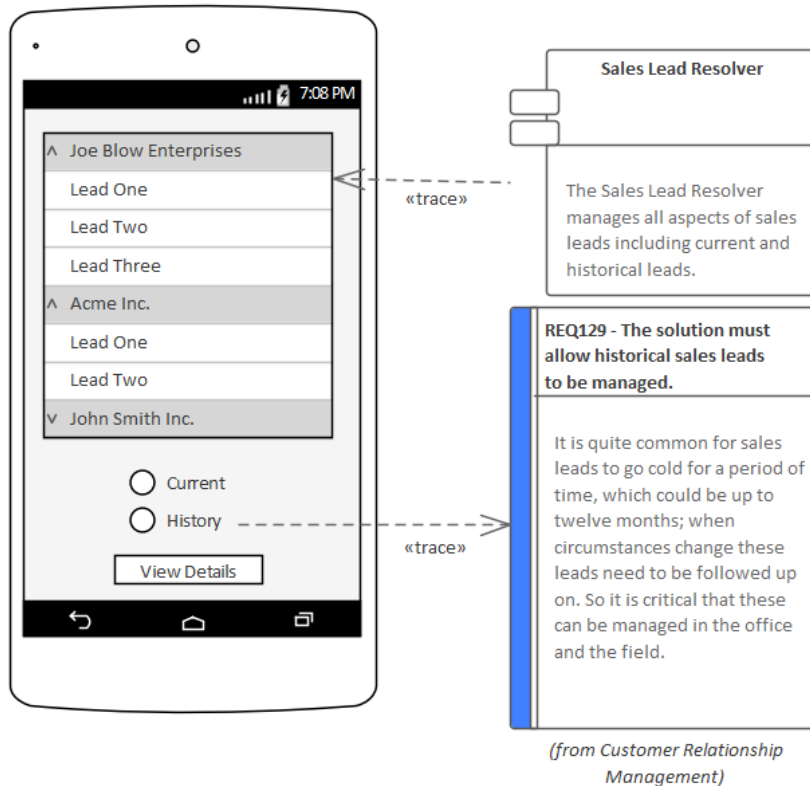 7:08 PM
Joe Blow Enterprises
Lead One
Lead Two
Lead Three
Acme Inc.
Lead One
Lead Two
John Smith Inc.
Current
History
View Details
«trace»
«trace»
Sales Lead Resolver
The Sales Lead Resolver
manages all aspects of sales
leads including current and
historical leads.
REQ129 - The solution must
allow historical sales leads
to be managed.
It is quite common for sales
leads to go cold for a period of
time, which could be up to
twelve months; when
circumstances change these
leads need to be followed up
on. So it is critical that these
can be managed in the office
and the field.
(from Customer Relationship
Management)